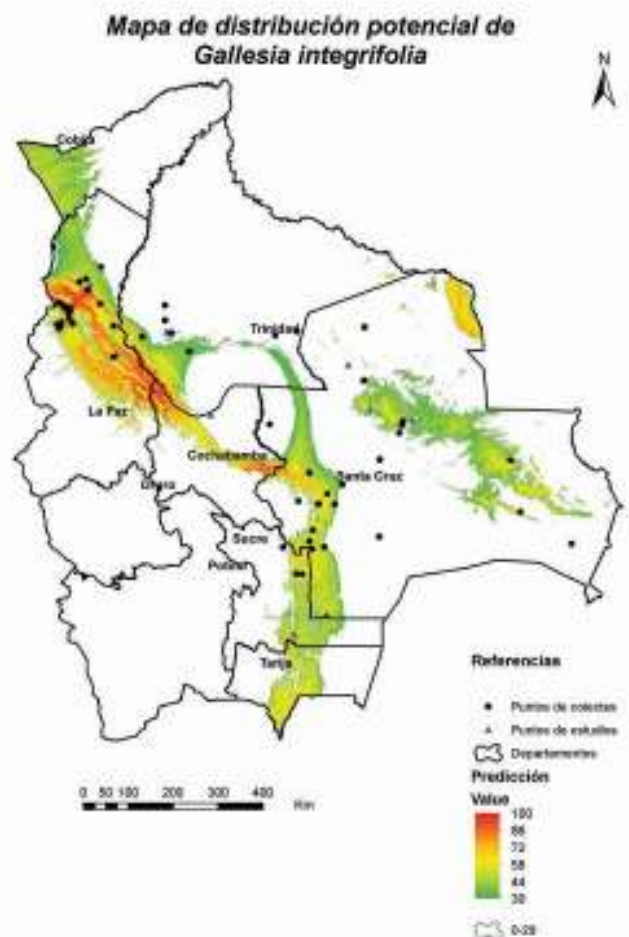 Mapa de distribución potencial de
Gallesia integrifolia
N
Cobija
Trinidad
La Paz
Cochabamba
Oruro
Santa Cruz
Sucre
Potosí
Tarija
Referencias
Puntos de colectas
Puntos de estudios
Departamentos
Predicción
Value
100
86
72
58
44
30
0-29
0 50 100 200 300 400
Km